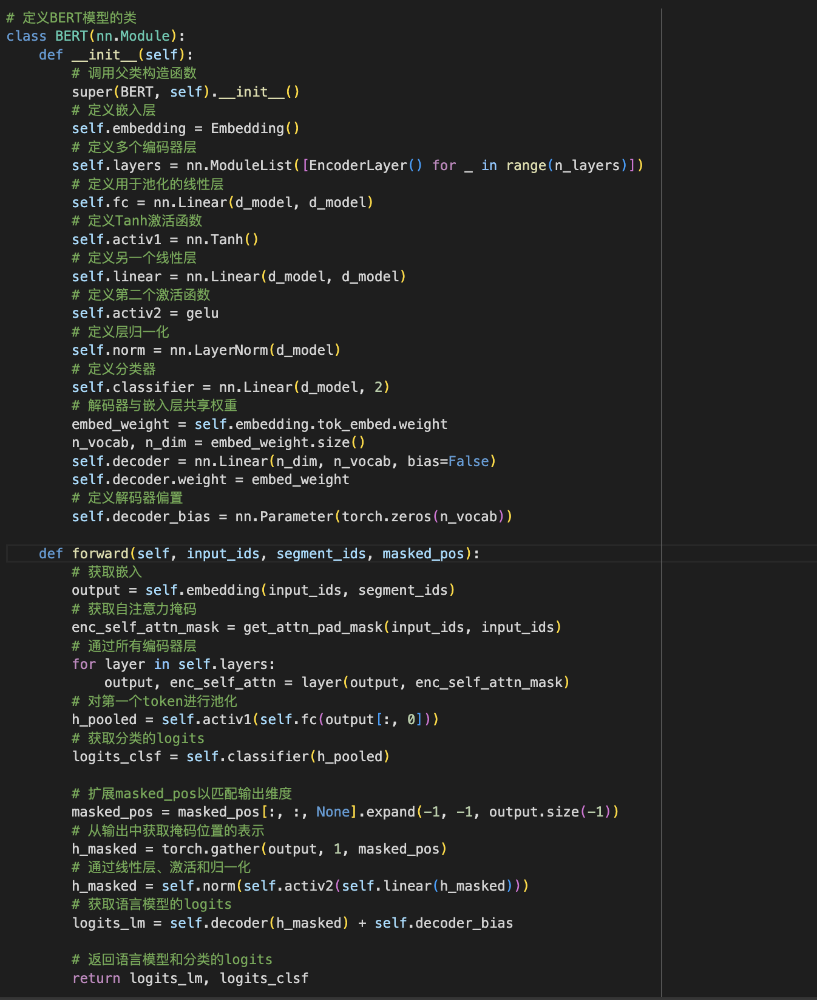 # 定义BERT模型的类
class BERT(nn.Module):
    def __init__(self):
        # 调用父类构造函数
        super(BERT, self).__init__()
        # 定义嵌入层
        self.embedding = Embedding()
        # 定义多个编码器层
        self.layers = nn.ModuleList([EncoderLayer() for _ in range(n_layers)])
        # 定义用于池化的线性层
        self.fc = nn.Linear(d_model, d_model)
        # 定义Tanh激活函数
        self.activ1 = nn.Tanh()
        # 定义另一个线性层
        self.linear = nn.Linear(d_model, d_model)
        # 定义第二个激活函数
        self.activ2 = gelu
        # 定义层归一化
        self.norm = nn.LayerNorm(d_model)
        # 定义分类器
        self.classifier = nn.Linear(d_model, 2)
        # 解码器与嵌入层共享权重
        embed_weight = self.embedding.tok_embed.weight
        n_vocab, n_dim = embed_weight.size()
        self.decoder = nn.Linear(n_dim, n_vocab, bias=False)
        self.decoder.weight = embed_weight
        # 定义解码器偏置
        self.decoder_bias = nn.Parameter(torch.zeros(n_vocab))

    def forward(self, input_ids, segment_ids, masked_pos):
        # 获取嵌入
        output = self.embedding(input_ids, segment_ids)
        # 获取自注意力掩码
        enc_self_attn_mask = get_attn_pad_mask(input_ids, input_ids)
        # 通过所有编码器层
        for layer in self.layers:
            output, enc_self_attn = layer(output, enc_self_attn_mask)
        # 对第一个token进行池化
        h_pooled = self.activ1(self.fc(output[:, 0]))
        # 获取分类的logits
        logits_clsf = self.classifier(h_pooled)

        # 扩展masked_pos以匹配输出维度
        masked_pos = masked_pos[:, :, None].expand(-1, -1, output.size(-1))
        # 从输出中获取掩码位置的表示
        h_masked = torch.gather(output, 1, masked_pos)
        # 通过线性层、激活和归一化
        h_masked = self.norm(self.activ2(self.linear(h_masked)))
        # 获取语言模型的logits
        logits_lm = self.decoder(h_masked) + self.decoder_bias

        # 返回语言模型和分类的logits
        return logits_lm, logits_clsf